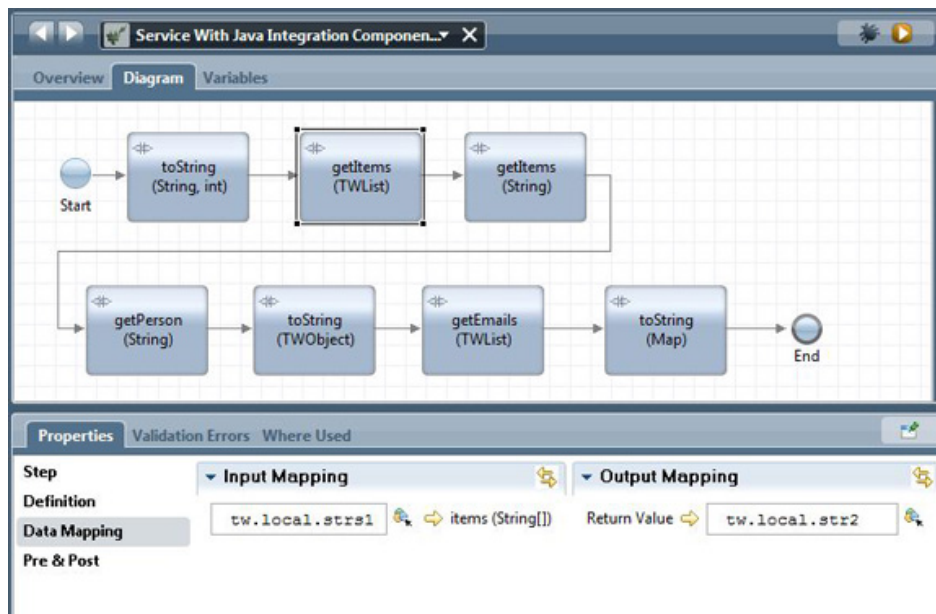 Service With Java Integration Componen...
Overview Diagram Variables
Start
toString
(String, int)
getItems
(TWList)
getItems
(String)
getPerson
(String)
toString
(TWObject)
getEmails
(TWList)
toString
(Map)
End
Properties Validation Errors Where Used
Step
Definition
Data Mapping
Pre & Post
Input Mapping
tw.local.strs1 items (String[])
Output Mapping
Return Value tw.local.str2